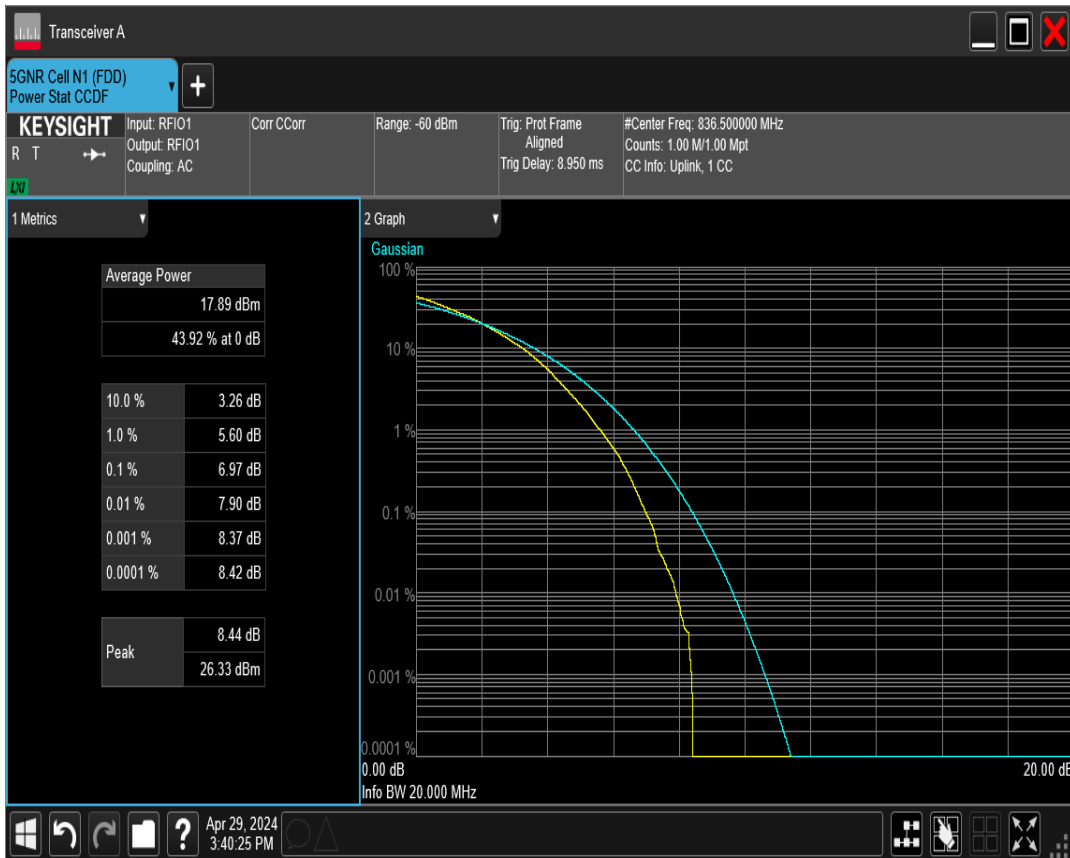 Transceiver A
5GNR Cell N1 (FDD)
Power Stat CCDF
+
KEYSIGHT
R T
LXI
Input: RFIO1
Output: RFIO1
Coupling: AC
Corr CCorr
Range: -60 dBm
Trig: Prot Frame
Aligned
Trig Delay: 8.950 ms
#Center Freq: 836.500000 MHz
Counts: 1.00 M/1.00 Mpt
CC Info: Uplink, 1 CC
1 Metrics
Average Power
17.89 dBm
43.92 % at 0 dB
10.0 % 3.26 dB
1.0 % 5.60 dB
0.1 % 6.97 dB
0.01 % 7.90 dB
0.001 % 8.37 dB
0.0001 % 8.42 dB
Peak
8.44 dB
26.33 dBm
2 Graph
Gaussian
100 %
10 %
1 %
0.1 %
0.01 %
0.001 %
0.0001 %
0.00 dB 20.00 dB
Info BW 20.000 MHz
?
Apr 29, 2024
3:40:25 PM